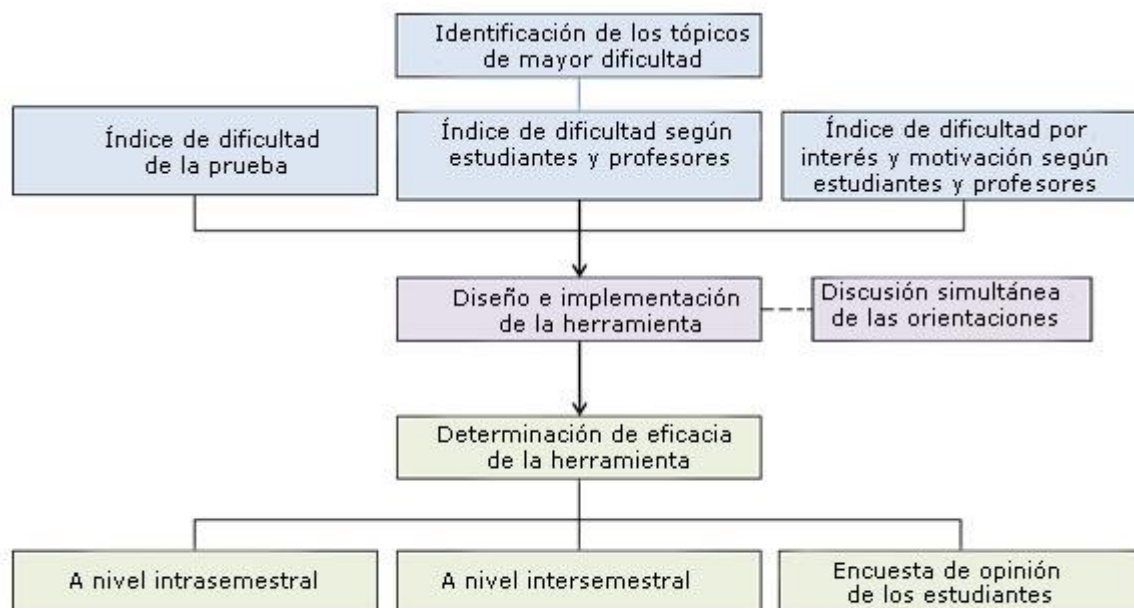 Identificación de los tópicos
de mayor dificultad
Índice de dificultad
de la prueba
Índice de dificultad según
estudiantes y profesores
Índice de dificultad por
interés y motivación según
estudiantes y profesores
Diseño e implementación
de la herramienta
Discusión simultánea
de las orientaciones
Determinación de eficacia
de la herramienta
A nivel intrasemestral
A nivel intersemestral
Encuesta de opinión
de los estudiantes